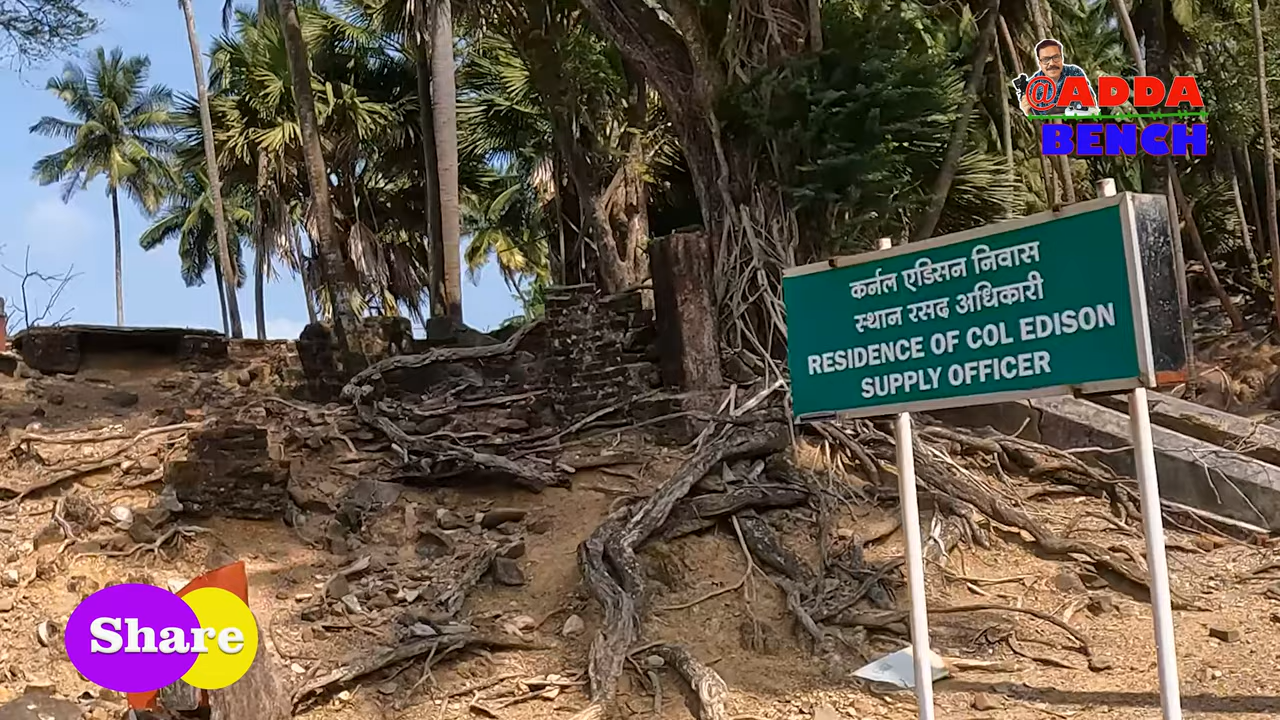 @ADDA
BENCH
कर्नल एडिसन निवास
स्थान रसद अधिकारी
RESIDENCE OF COL EDISON
SUPPLY OFFICER
Share